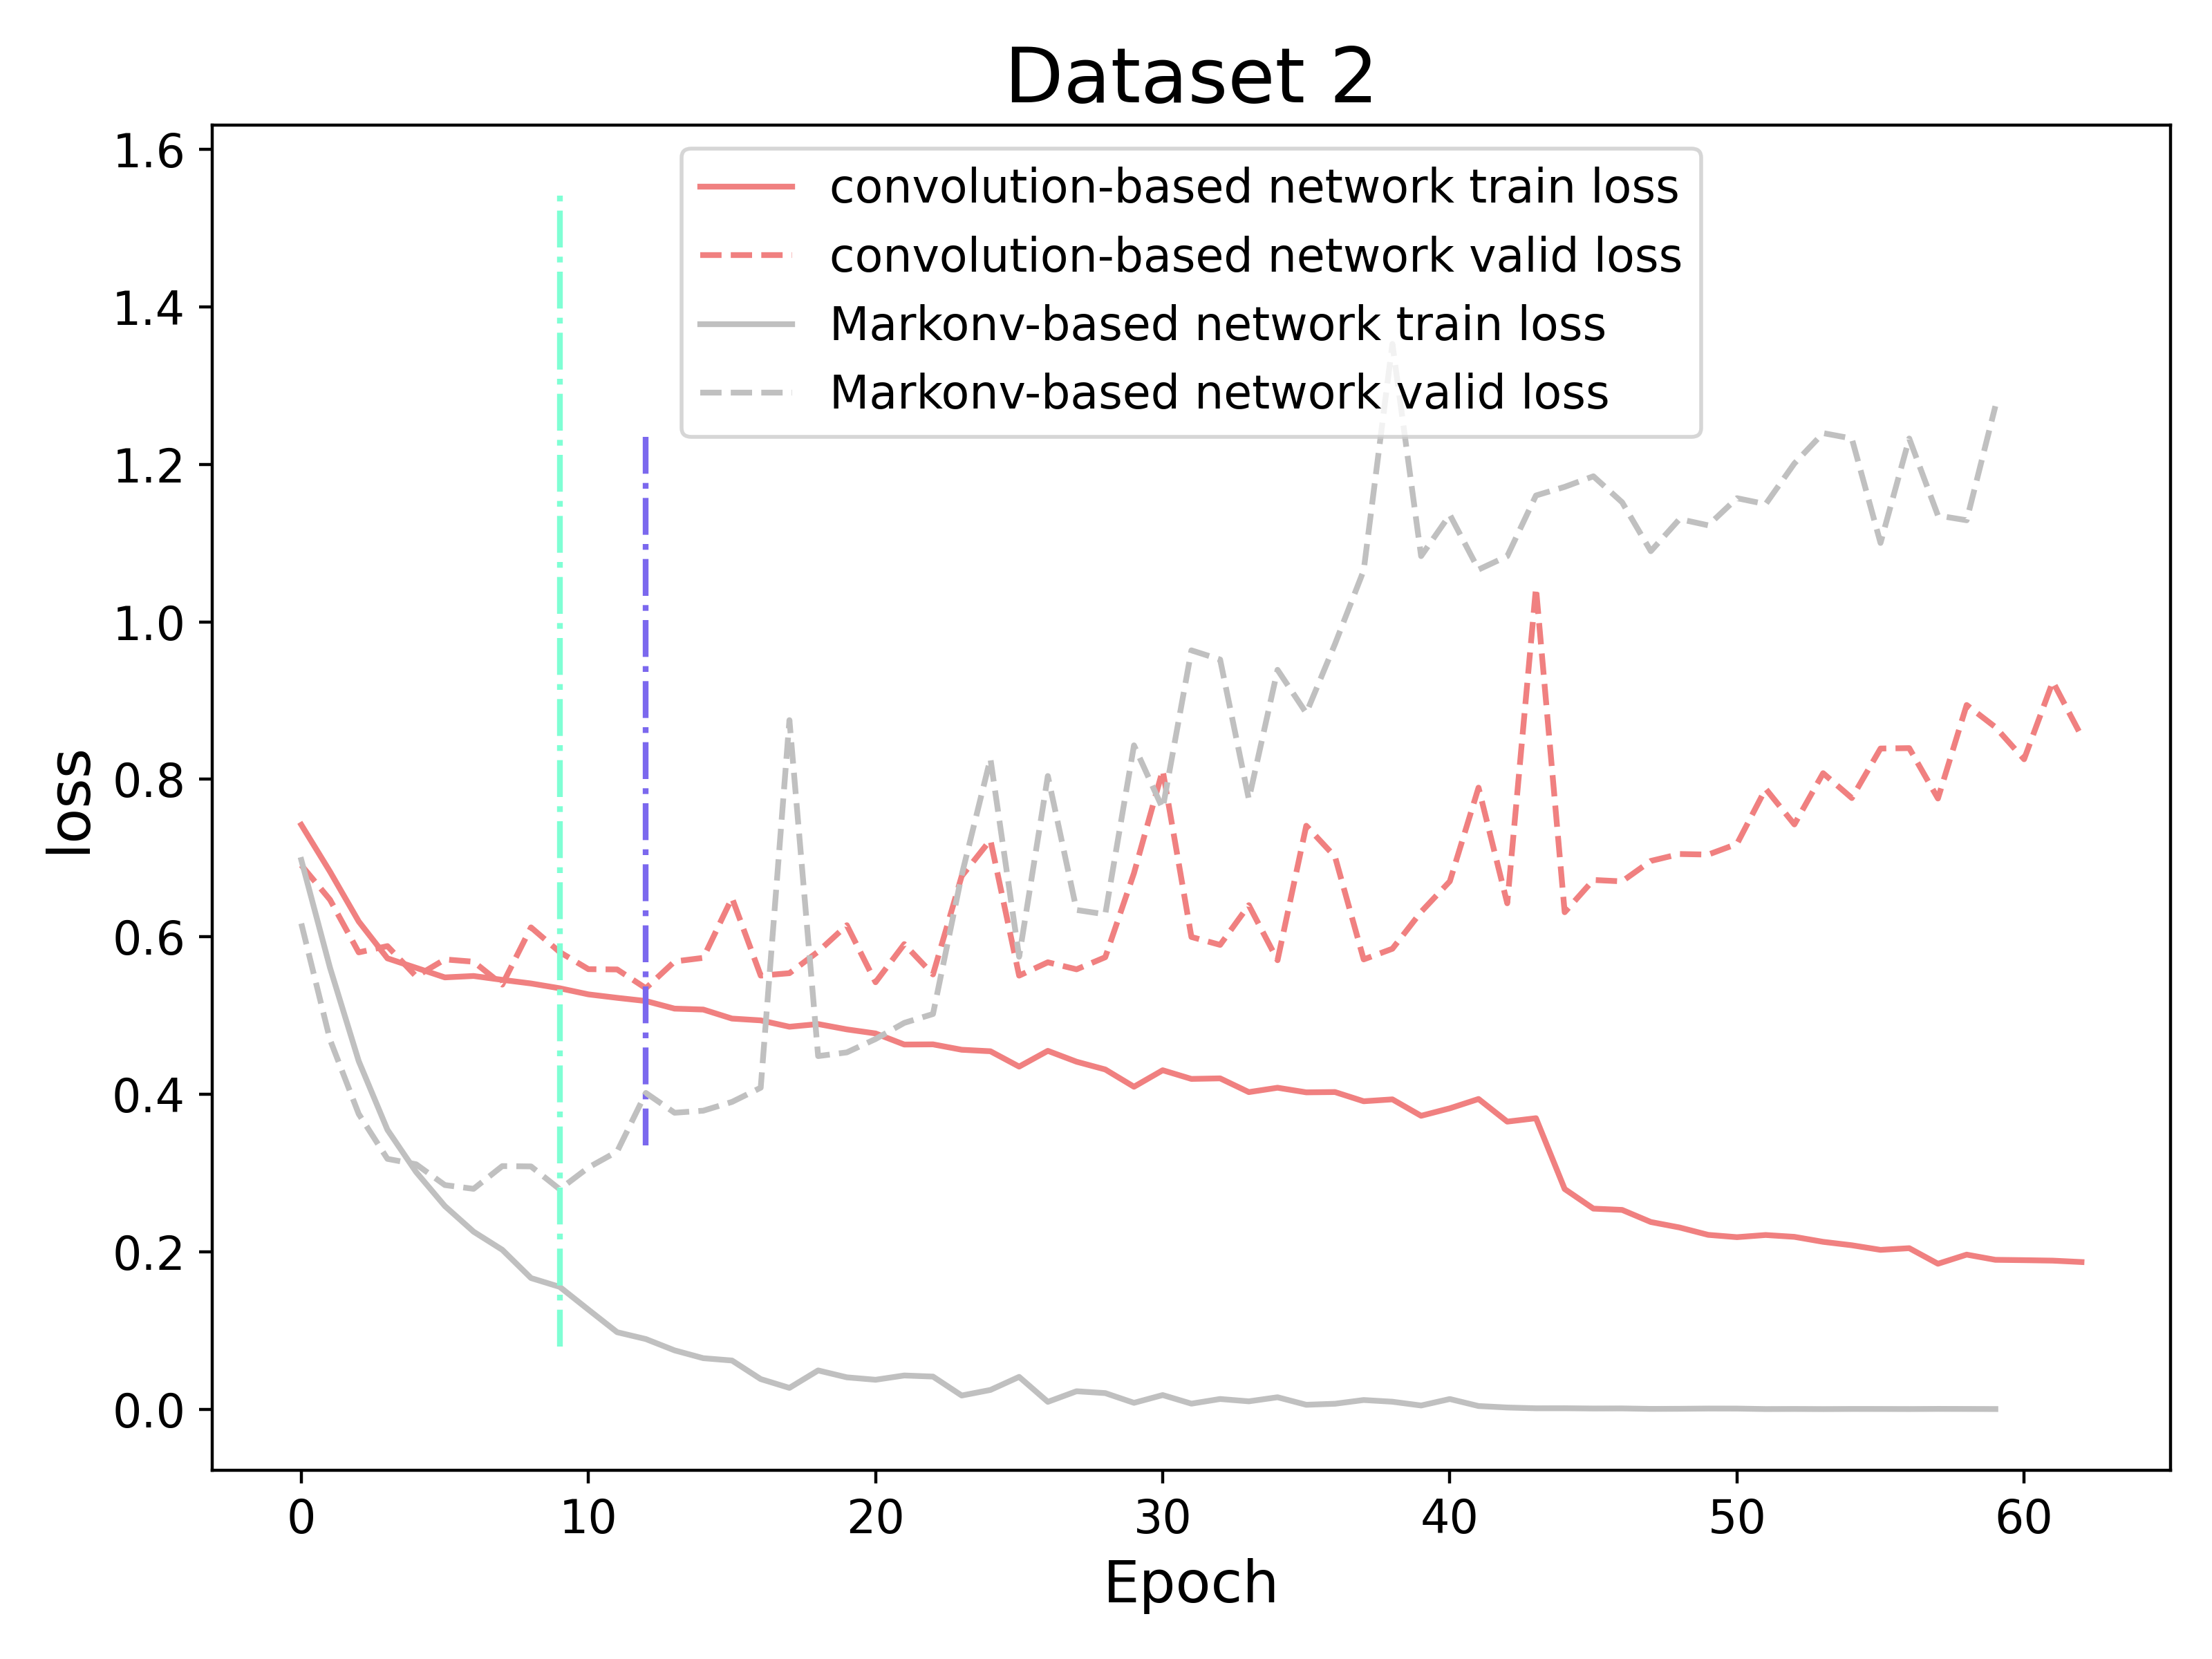 Dataset 2
1.6
1.4
1.2
1.0
0.8
0.6
0.4
0.2
0.0
loss
convolution-based network train loss
convolution-based network valid loss
Markonv-based network train loss
Markonv-based network valid loss
0 10 20 30 40 50 60
Epoch